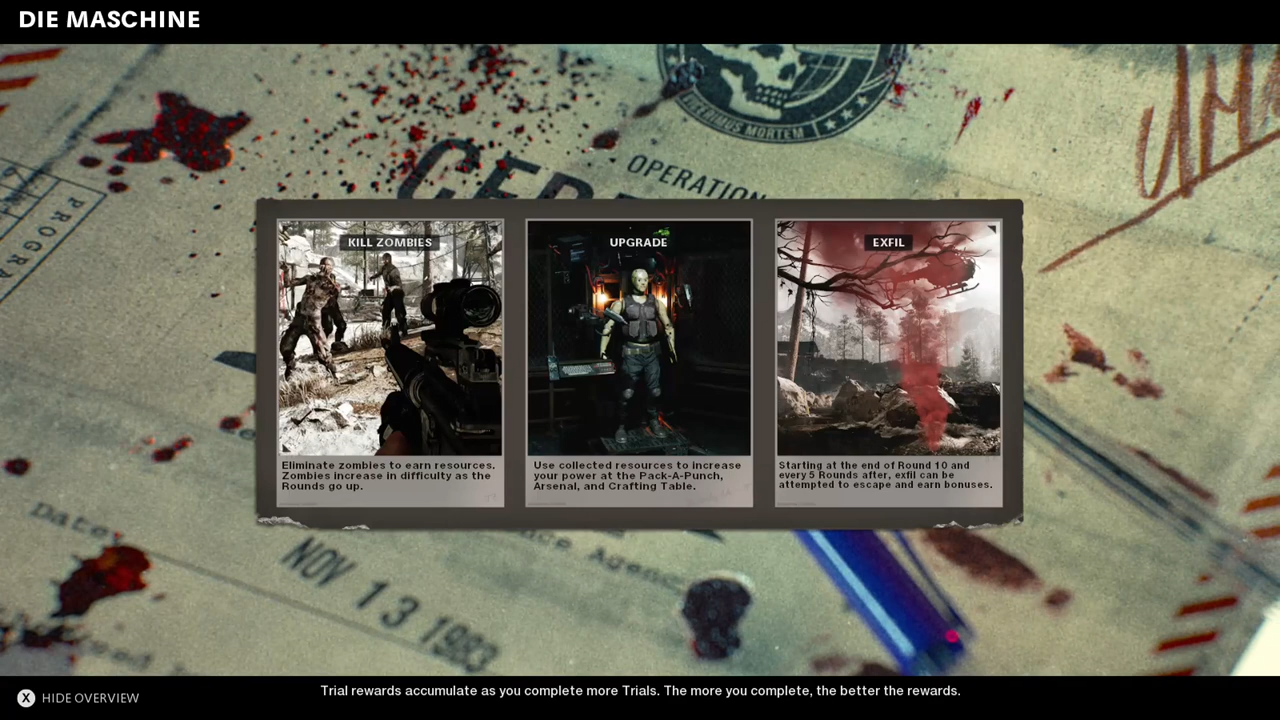 DIE MASCHINE
MORTEM
OPERATION
PROGRA
KILL ZOMBIES
UPGRADE
EXFIL
Eliminate zombies to earn resources.
Zombies increase in difficulty as the
Rounds go up.
Use collected resources to increase
your power at the Pack-A-Punch,
Arsenal, and Crafting Table.
Starting at the end of Round 10 and
every 5 Rounds after, exfil can be
attempted to escape and earn bonuses.
Date
NOV 13 1983
Trial rewards accumulate as you complete more Trials. The more you complete, the better the rewards.
X HIDE OVERVIEW